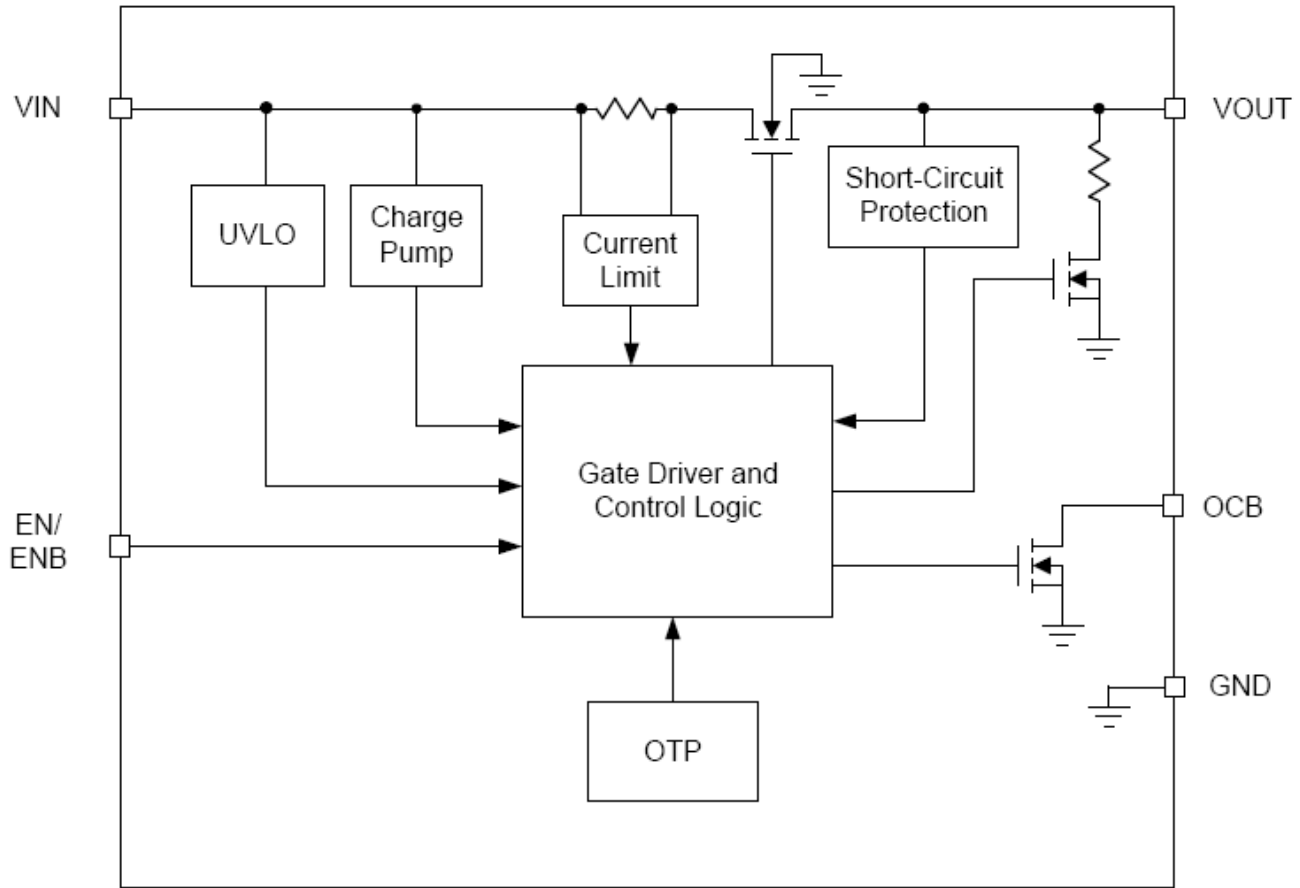 VIN
VOUT
UVLO
Charge
Pump
Current
Limit
Short-Circuit
Protection
Gate Driver and
Control Logic
EN/
ENB
OCB
GND
OTP